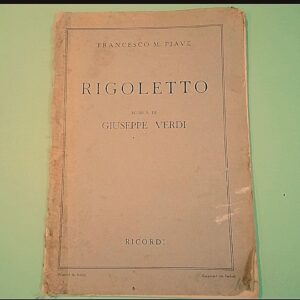 FRANCESCO M. PIAVE
RIGOLETTO
MUSICA DI
GIUSEPPE VERDI
RICORDI